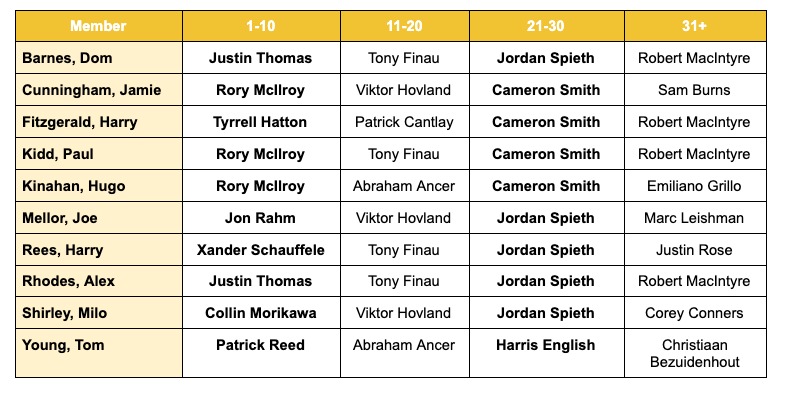 Member 1-10 11-20 21-30 31+
Barnes, Dom Justin Thomas Tony Finau Jordan Spieth Robert MacIntyre
Cunningham, Jamie Rory McIlroy Viktor Hovland Cameron Smith Sam Burns
Fitzgerald, Harry Tyrrell Hatton Patrick Cantlay Cameron Smith Robert MacIntyre
Kidd, Paul Rory McIlroy Tony Finau Cameron Smith Robert MacIntyre
Kinahan, Hugo Rory McIlroy Abraham Ancer Cameron Smith Emiliano Grillo
Mellor, Joe Jon Rahm Viktor Hovland Jordan Spieth Marc Leishman
Rees, Harry Xander Schauffele Tony Finau Jordan Spieth Justin Rose
Rhodes, Alex Justin Thomas Tony Finau Jordan Spieth Robert MacIntyre
Shirley, Milo Collin Morikawa Viktor Hovland Jordan Spieth Corey Conners
Young, Tom Patrick Reed Abraham Ancer Harris English Christiaan
Bezuidenhout